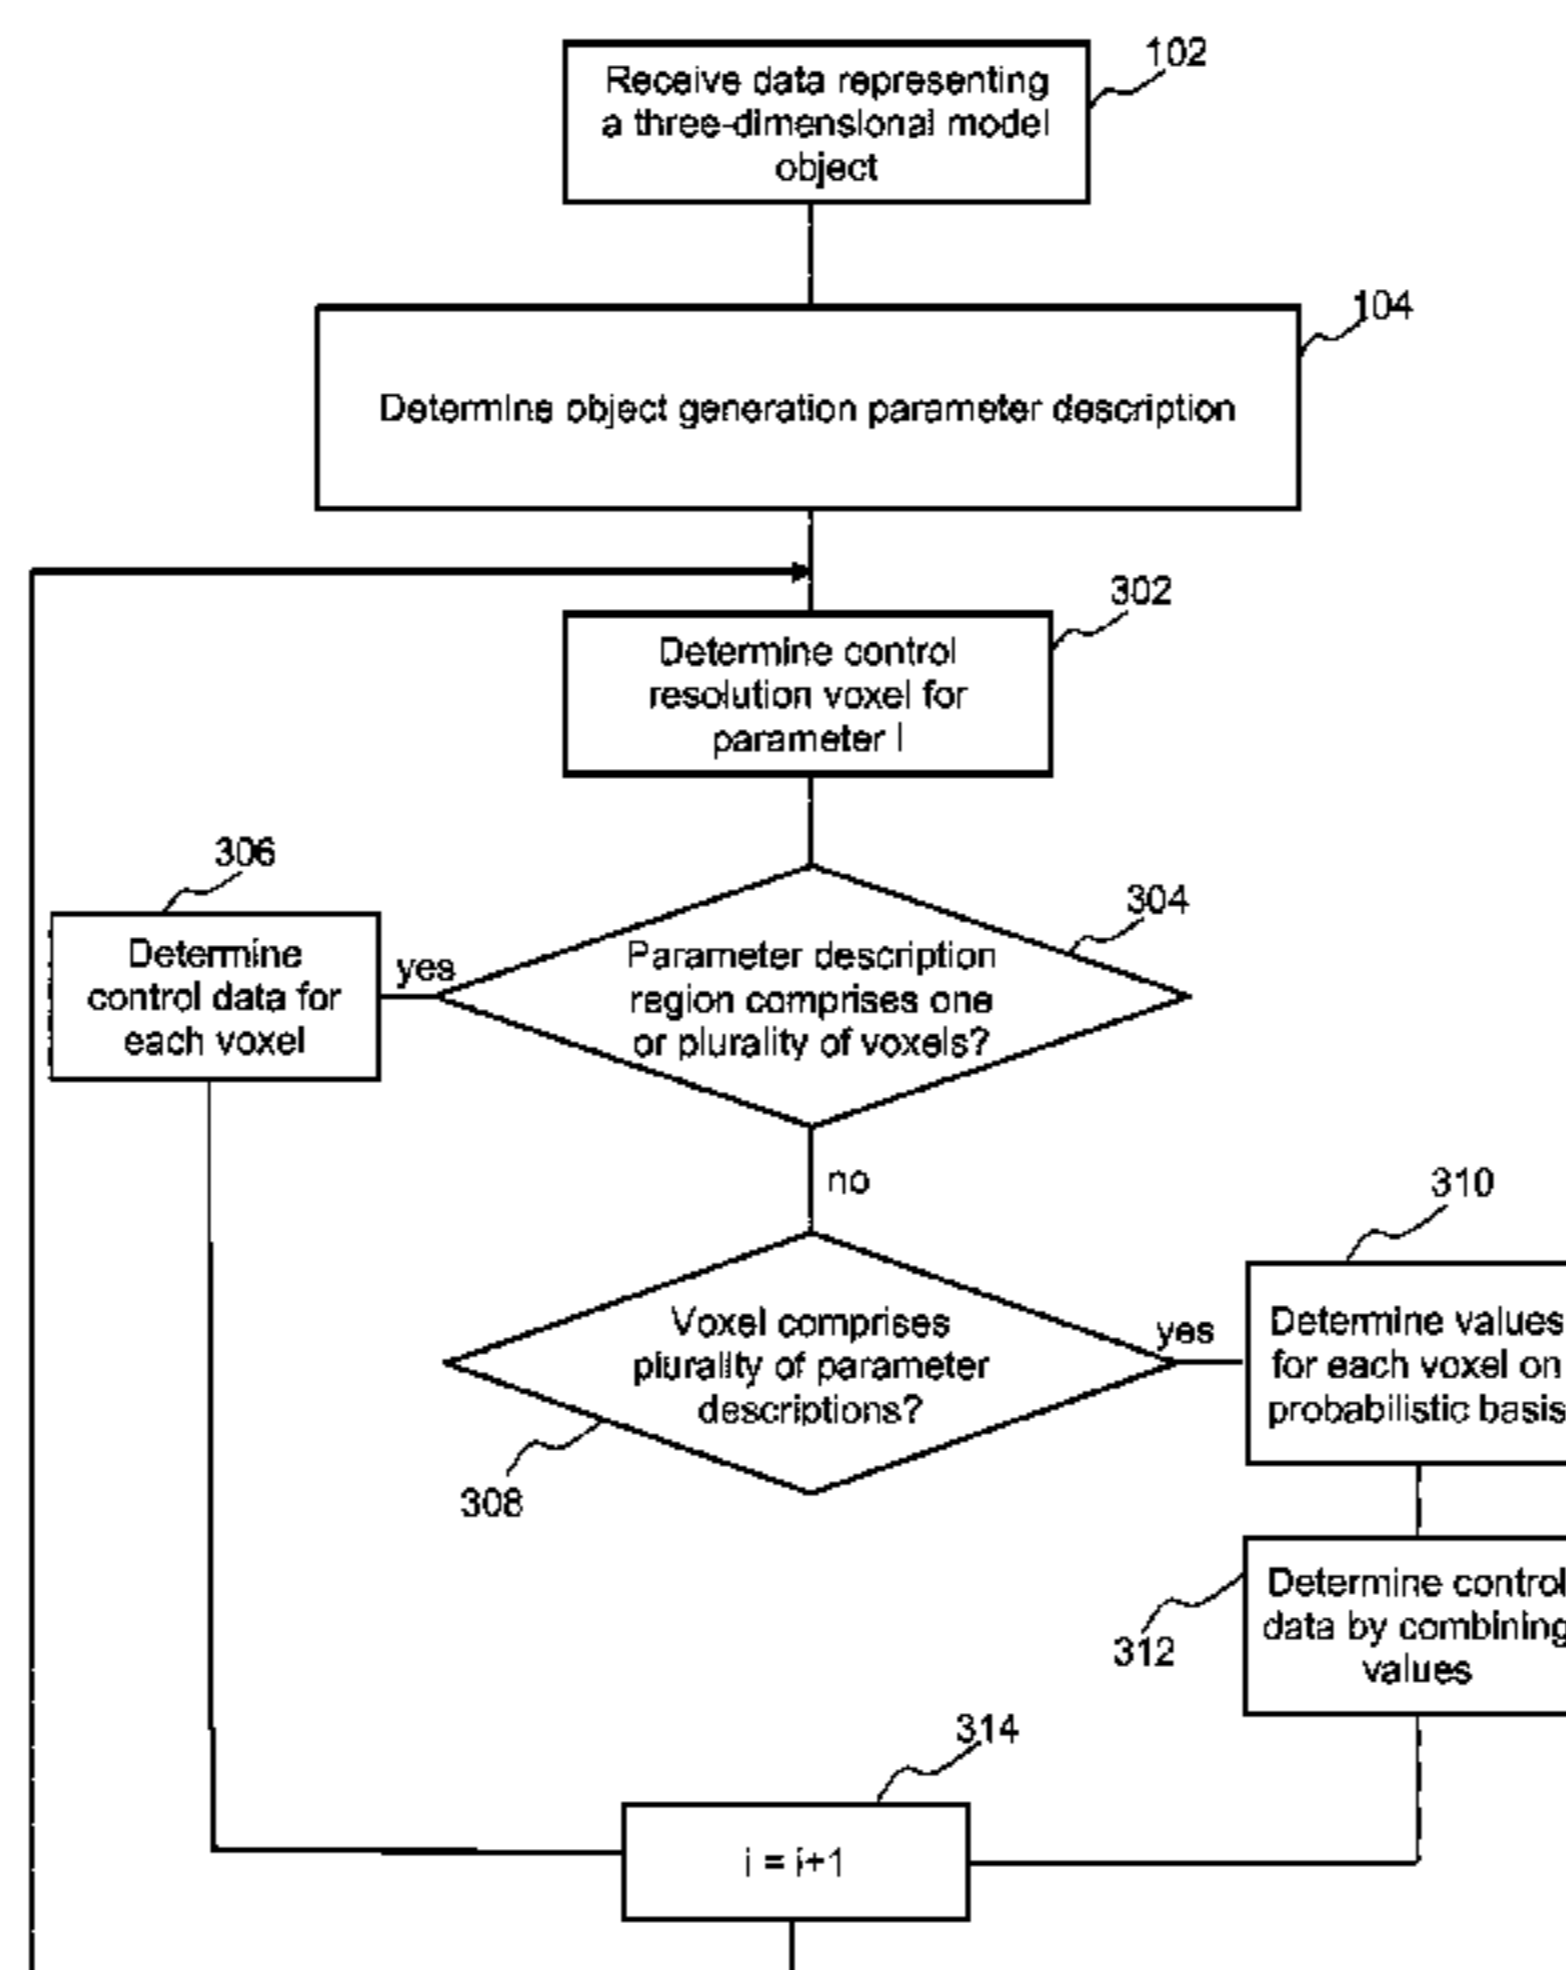 102
Receive data representing
a three-dimensional model
object
104
Determine object generation parameter description
302
Determine control
resolution voxel for
parameter I
306
Determine
control data for
each voxel
yes
304
Parameter description
region comprises one
or plurality of voxels?
no
310
Voxel comprises
plurality of parameter
descriptions?
yes
Determine values
for each voxel on
probabilistic basis
308
Determine control
data by combining
values
312
314
i = i+1